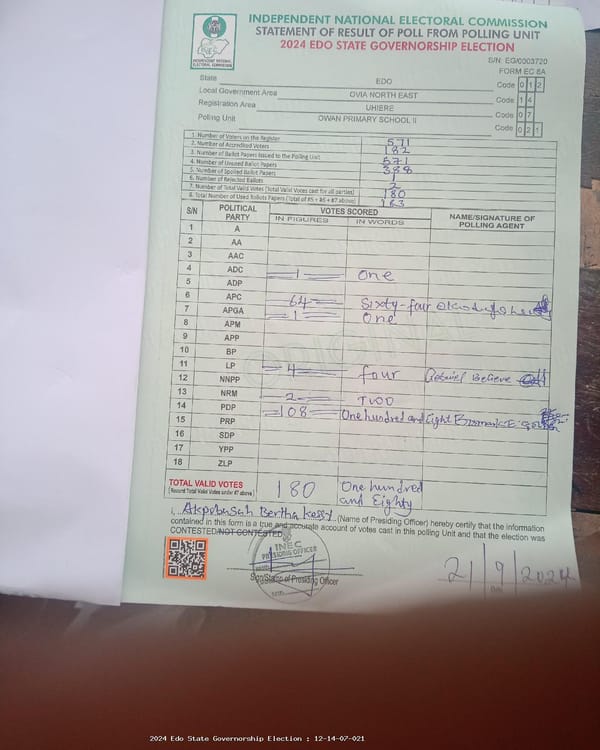 INDEPENDENT NATIONAL ELECTORAL COMMISSION
STATEMENT OF RESULT OF POLL FROM POLLING UNIT
2024 EDO STATE GOVERNORSHIP ELECTION
S/N: EG/0003720
FORM EC 8A
INEC
INDEPENDENT NATIONAL ELECTORAL COMMISSION
State EDO Code 0 1 2
Local Government Area OVIA NORTH EAST Code 1 4
Registration Area UHIERE Code 0 7
Polling Unit OWAN PRIMARY SCHOOL II Code 0 2 1
1. Number of Voters on the Register 571
2. Number of Accredited Voters 182
3. Number of Ballot Papers Issued to the Polling Unit 571
4. Number of Unused Ballot Papers 388
5. Number of Spoiled Ballot Papers 1
6. Number of Rejected Ballots 2
7. Number of Total Valid Votes (Total Valid Votes cast for all parties) 180
8. Total Number of Used Ballots Papers (Total of #5 + #6 + #7 above) 183
S/N POLITICAL PARTY VOTES SCORED NAME/SIGNATURE OF POLLING AGENT
IN FIGURES IN WORDS
1 A
2 AA
3 AAC
4 ADC 1 One
5 ADP
6 APC 64 Sixty-four
7 APGA 1 One
8 APM
9 APP
10 BP
11 LP 4 four Believe
12 NNPP
13 NRM 2 Two
14 PDP 108 One hundred and Eight
15 PRP
16 SDP
17 YPP
18 ZLP
TOTAL VALID VOTES 180 One hundred and Eighty
(Record Total Valid Votes under #7 above)
I, Bertha (Name of Presiding Officer) hereby certify that the information
contained in this form is a true and accurate account of votes cast in this polling Unit and that the election was
CONTESTED/NOT CONTESTED.
INEC
PRESIDING OFFICER
Sign/Stamp of Presiding Officer
21/9/2024
2024 Edo State Governorship Election : 12-14-07-021